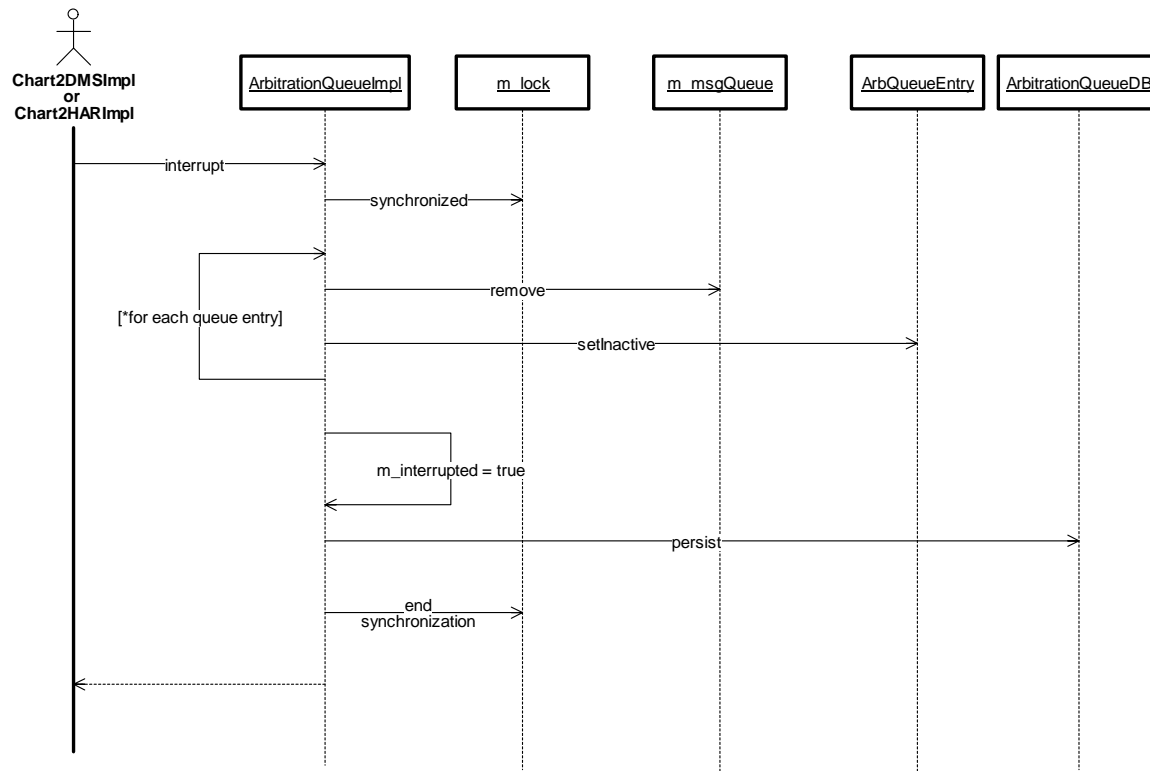 Chart2DMSImpl
or
Chart2HARImpl
ArbitrationQueueImpl
m_lock
m_msgQueue
ArbQueueEntry
ArbitrationQueueDB
interrupt
synchronized
remove
[*for each queue entry]
setInactive
m_interrupted = true
persist
end
synchronization